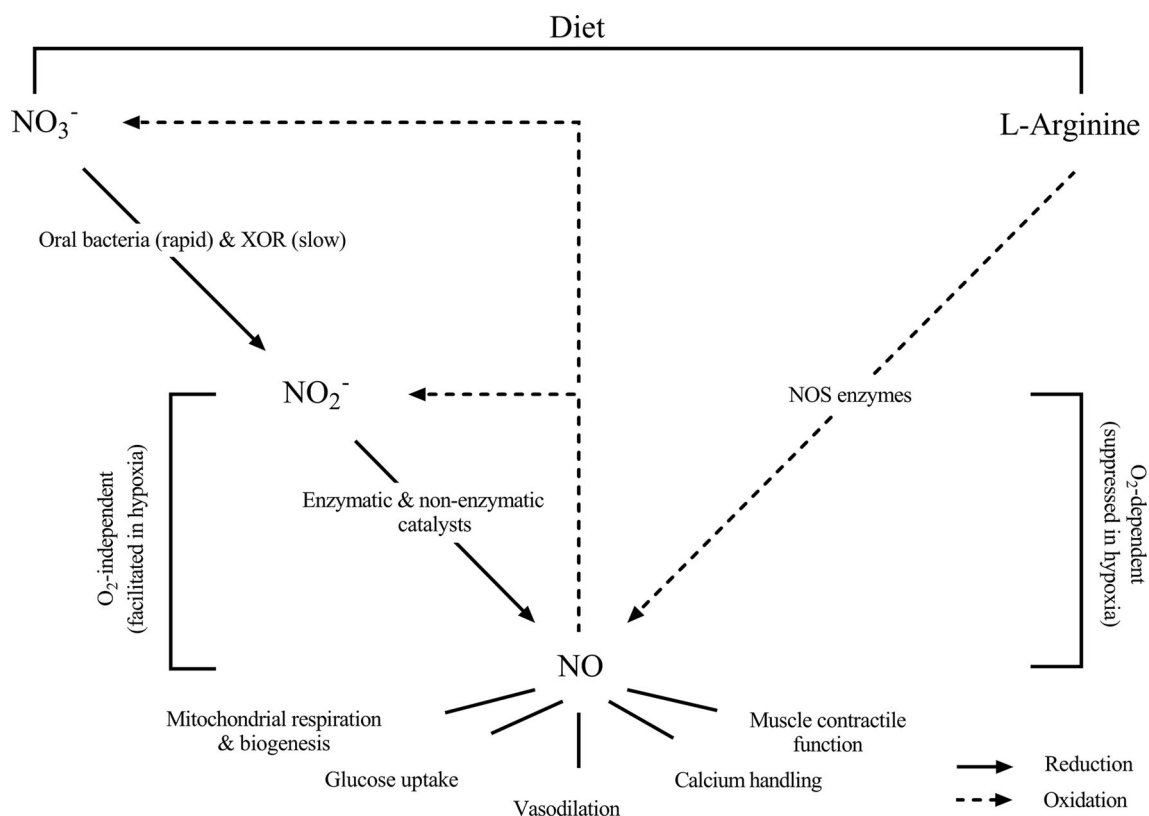 Diet
NO₃⁻
L-Arginine
Oral bacteria (rapid) & XOR (slow)
NO₂⁻
NOS enzymes
O₂-independent
(facilitated in hypoxia)
Enzymatic & non-enzymatic
catalysts
O₂-dependent
(suppressed in hypoxia)
NO
Mitochondrial respiration
& biogenesis
Glucose uptake
Vasodilation
Calcium handling
Muscle contractile
function
Reduction
Oxidation